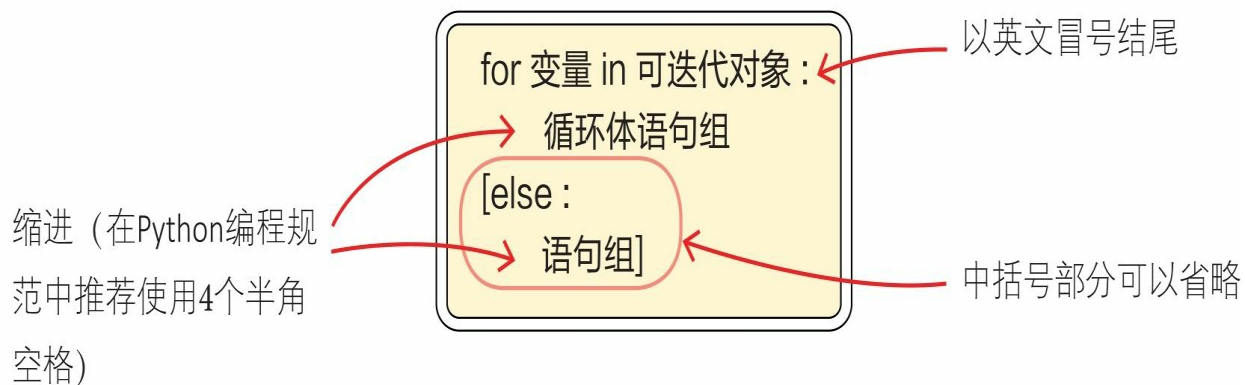 以英文冒号结尾
for 变量 in 可迭代对象 :
循环体语句组
[else :
语句组]
缩进（在Python编程规
范中推荐使用4个半角
空格）
中括号部分可以省略